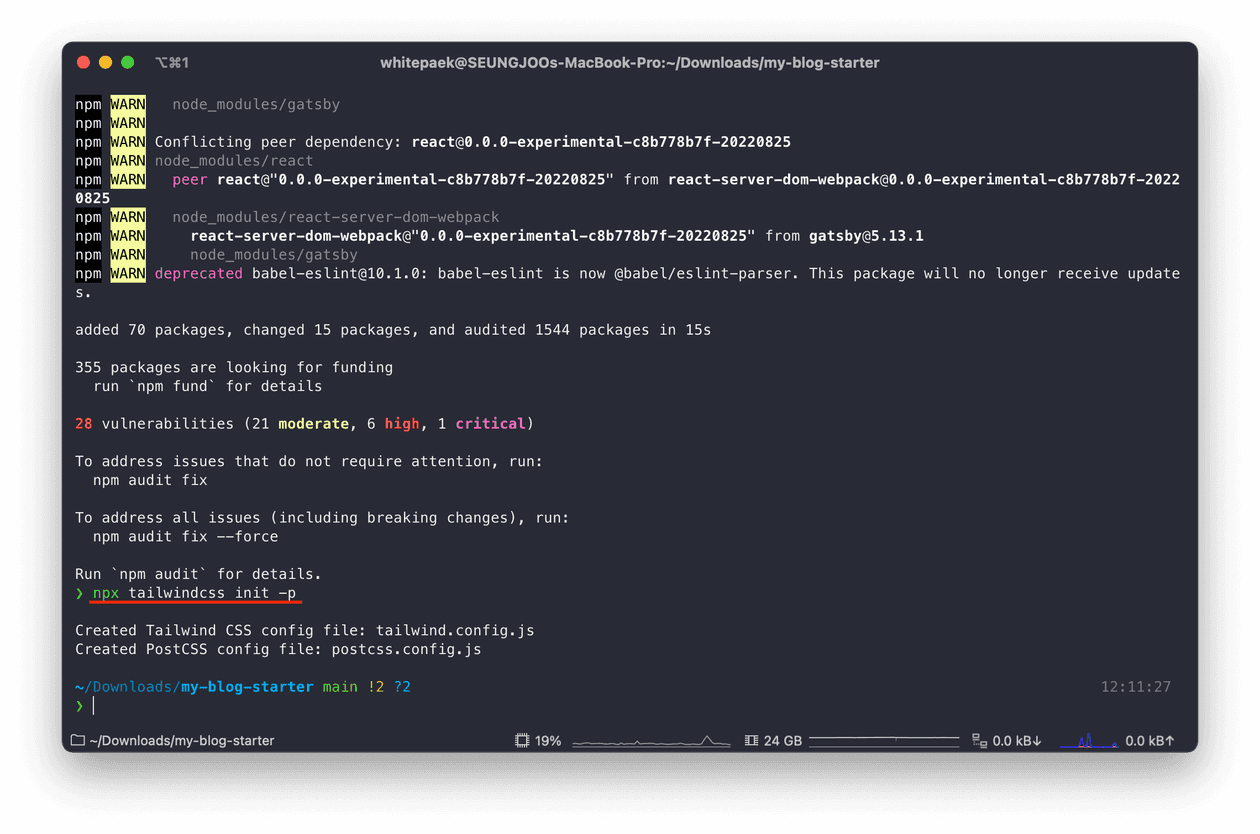 ⌥⌘1
whitepaek@SEUNGJOOs-MacBook-Pro:~/Downloads/my-blog-starter
npm WARN   node_modules/gatsby
npm WARN
npm WARN Conflicting peer dependency: react@0.0.0-experimental-c8b778b7f-20220825
npm WARN node_modules/react
npm WARN   peer react@"0.0.0-experimental-c8b778b7f-20220825" from react-server-dom-webpack@0.0.0-experimental-c8b778b7f-2022
0825
npm WARN   node_modules/react-server-dom-webpack
npm WARN     react-server-dom-webpack@"0.0.0-experimental-c8b778b7f-20220825" from gatsby@5.13.1
npm WARN     node_modules/gatsby
npm WARN deprecated babel-eslint@10.1.0: babel-eslint is now @babel/eslint-parser. This package will no longer receive update
s.
added 70 packages, changed 15 packages, and audited 1544 packages in 15s
355 packages are looking for funding
  run `npm fund` for details
28 vulnerabilities (21 moderate, 6 high, 1 critical)
To address issues that do not require attention, run:
  npm audit fix
To address all issues (including breaking changes), run:
  npm audit fix --force
Run `npm audit` for details.
❯ npx tailwindcss init -p
Created Tailwind CSS config file: tailwind.config.js
Created PostCSS config file: postcss.config.js
~/Downloads/my-blog-starter main !2 ?2 12:11:27
❯
~/Downloads/my-blog-starter 19% 24 GB 0.0 kB↓ 0.0 kB↑